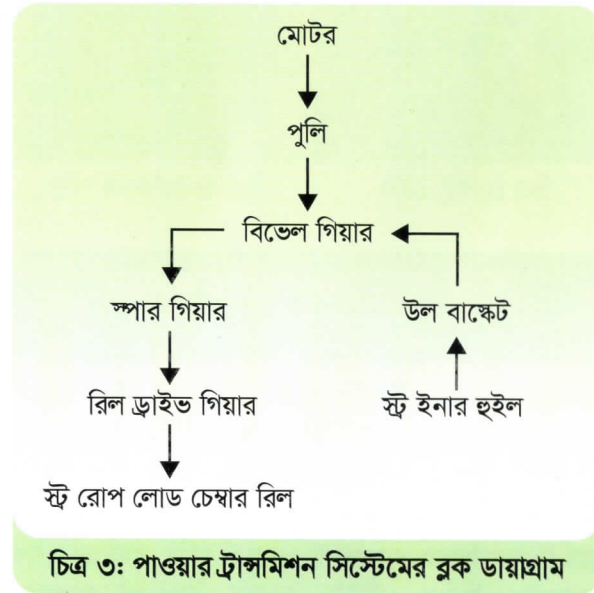 মোটর
পুলি
বিভেল গিয়ার
স্পার গিয়ার
উল বাস্কেট
রিল ড্রাইভ গিয়ার
স্ট্র ইনার হুইল
স্ট্র রোপ লোড চেম্বার রিল
চিত্র ৩: পাওয়ার ট্রান্সমিশন সিস্টেমের ব্লক ডায়াগ্রাম